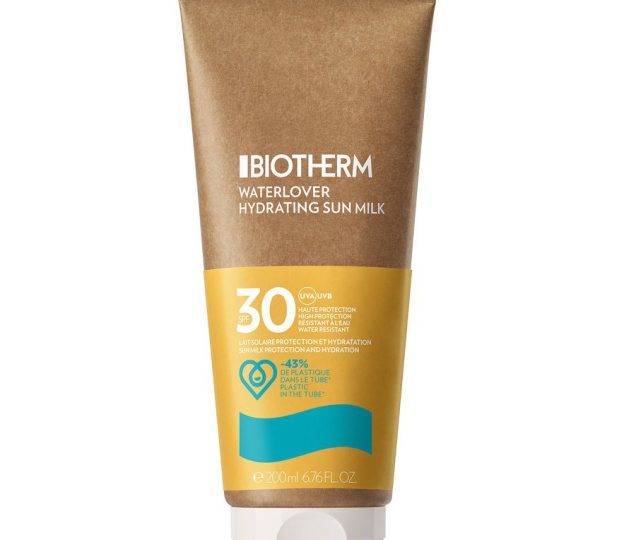 BIOTHERM
WATERLOVER
HYDRATING SUN MILK
30
SPF
UVA UVB
HAUTE PROTECTION
HIGH PROTECTION
RÉSISTANT À L'EAU
WATER RESISTANT
LAIT SOLAIRE PROTECTION ET HYDRATATION
SUN MILK PROTECTION AND HYDRATION
-43%
DE PLASTIQUE
DANS LE TUBE*
PLASTIC
IN THE TUBE*
e 200ml 6.76 FL.OZ.